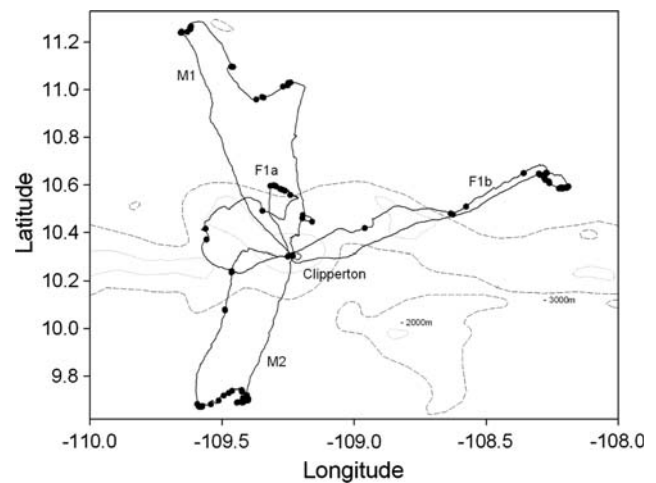 11.2
M1
11.0
10.8
F1a
F1b
10.6
Latitude
10.4
Clipperton
10.2
- 3000m
- 2000m
10.0
M2
9.8
-110.0 -109.5 -109.0 -108.5 -108.0
Longitude